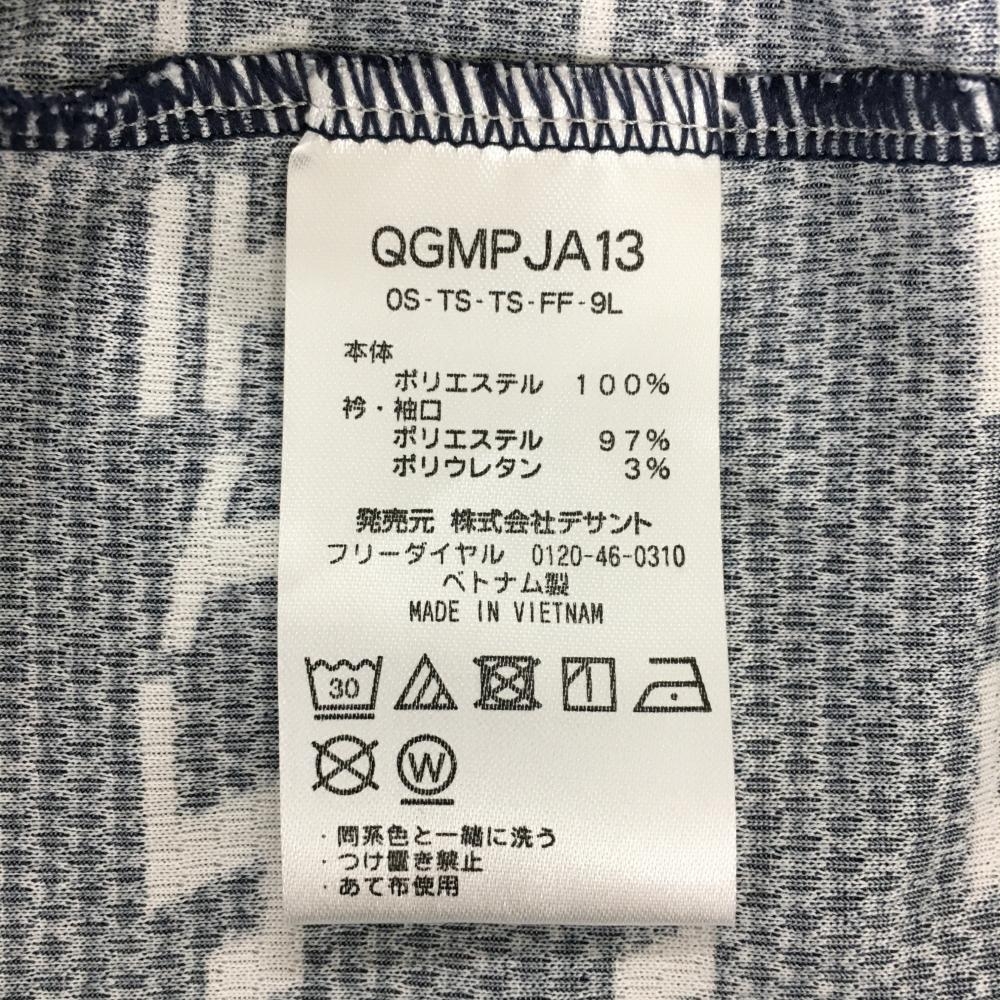 QGMPJA13
OS-TS-TS-FF-9L
本体
ポリエステル 100%
衿・袖口
ポリエステル 97%
ポリウレタン 3%
発売元 株式会社デサント
フリーダイヤル 0120-46-0310
ベトナム製
MADE IN VIETNAM
30
W
・同系色と一緒に洗う
・つけ置き禁止
・あて布使用